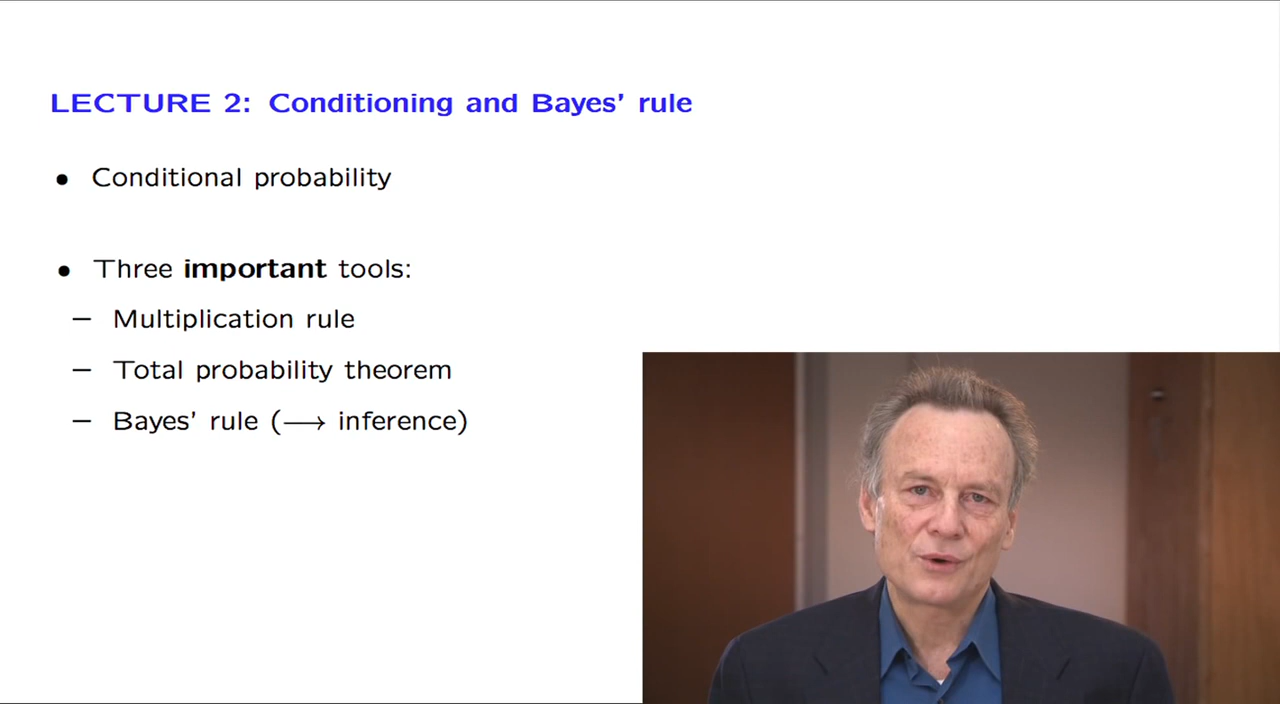 LECTURE 2: Conditioning and Bayes' rule
• Conditional probability
• Three important tools:
– Multiplication rule
– Total probability theorem
– Bayes' rule (⟶ inference)